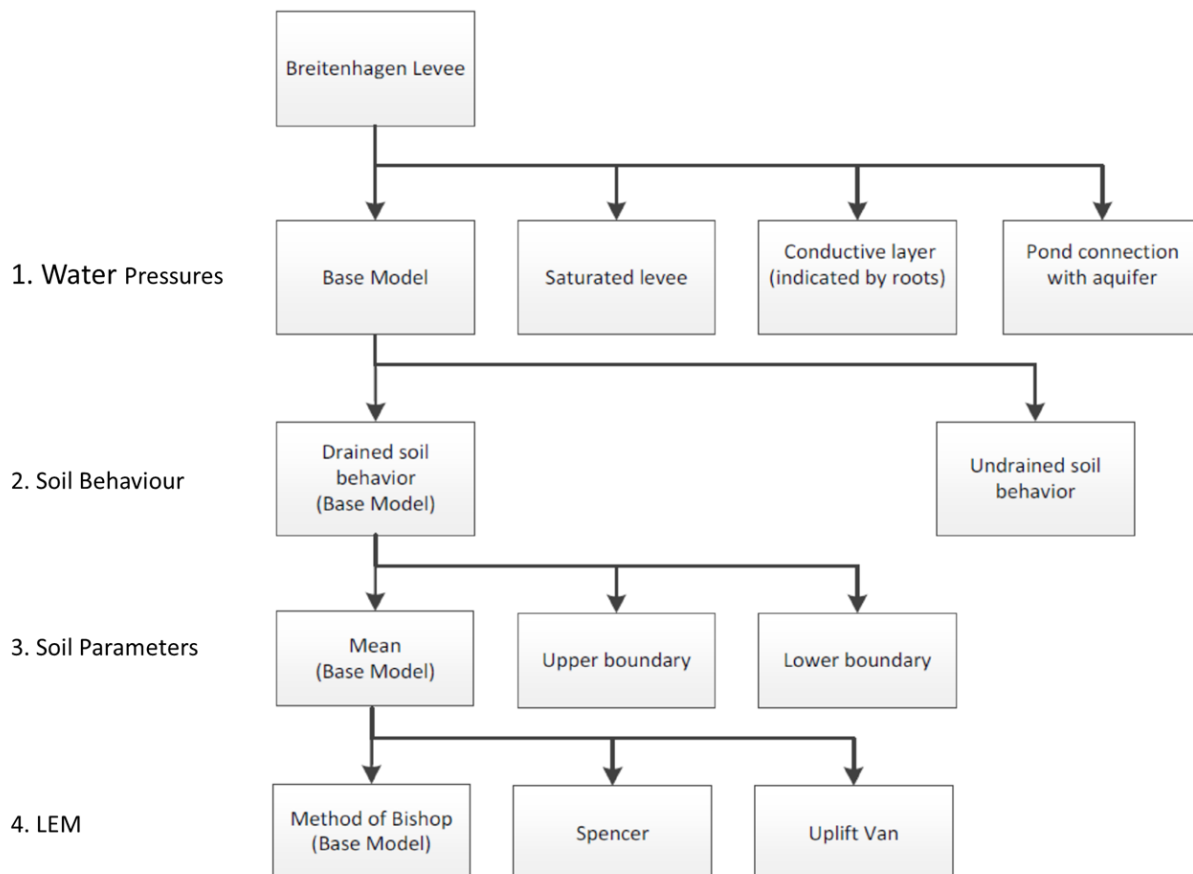 Breitenhagen Levee
1. Water Pressures
Base Model
Saturated levee
Conductive layer
(indicated by roots)
Pond connection
with aquifer
2. Soil Behaviour
Drained soil
behavior
(Base Model)
Undrained soil
behavior
3. Soil Parameters
Mean
(Base Model)
Upper boundary
Lower boundary
4. LEM
Method of Bishop
(Base Model)
Spencer
Uplift Van